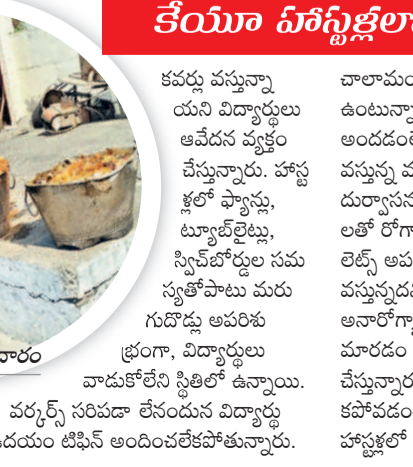 కేయూ హాస్టళ్లలా
కవర్లు వస్తున్నా
యని విద్యార్థులు
ఆవేదన వ్యక్తం
చేస్తున్నారు. హాస్ట
ళ్లలో ఫ్యాన్లు,
ట్యూబ్‌లైట్లు,
స్విచ్‌బోర్డుల సమ
స్యతోపాటు మరు
గుదొడ్లు అపరిశు
భ్రంగా, విద్యార్థులు
వాడుకోలేని స్థితిలో ఉన్నాయి.
వర్కర్స్ సరిపడా లేనందున విద్యార్థు
ఉదయం టిఫిన్ అందించలేకపోతున్నారు.
చాలామం
ఉంటున్నా
అందడంలే
వస్తున్న
దుర్వాసన
లతో రోగా
లెట్స్ అప
వస్తున్నద
అనారోగ్యా
మారడం
చేస్తున్నార
కపోవడం
హాస్టళ్లలో